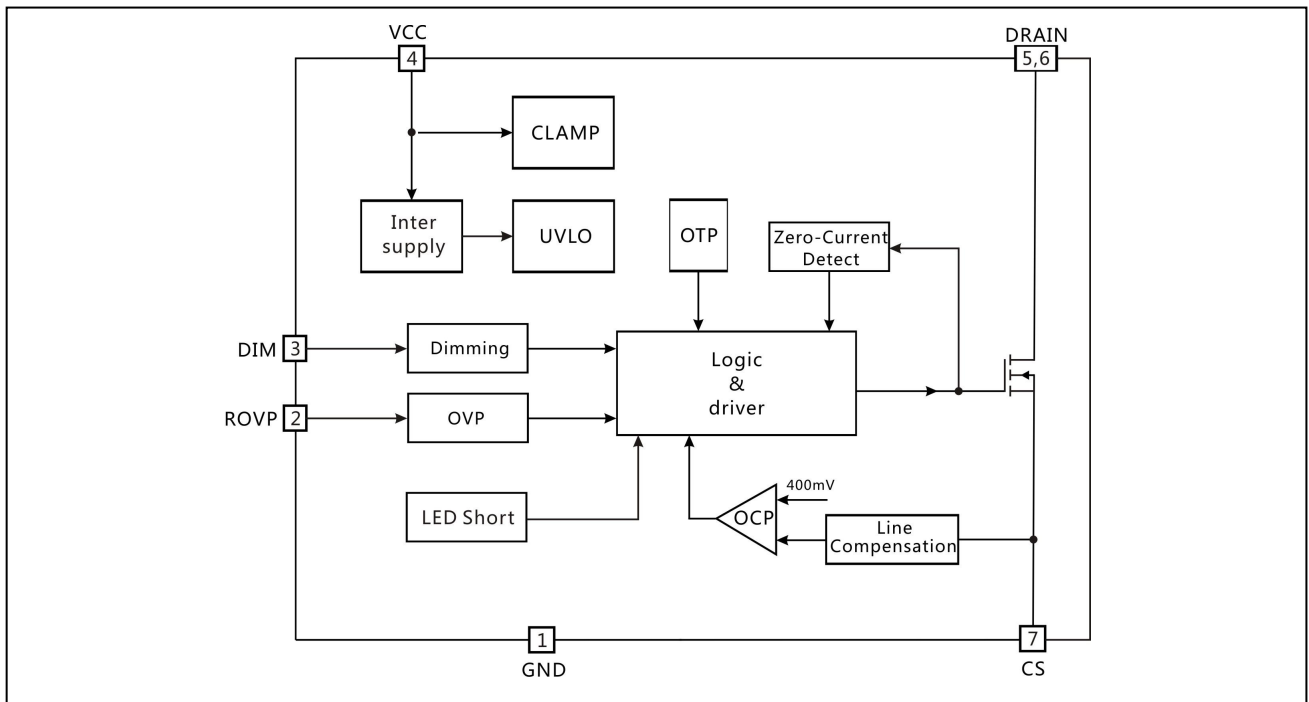 VCC
4
DRAIN
5,6
CLAMP
Inter
supply
UVLO
OTP
Zero-Current
Detect
DIM
3
Dimming
Logic
&
driver
ROVP
2
OVP
LED Short
400mV
OCP
Line
Compensation
1
GND
7
CS